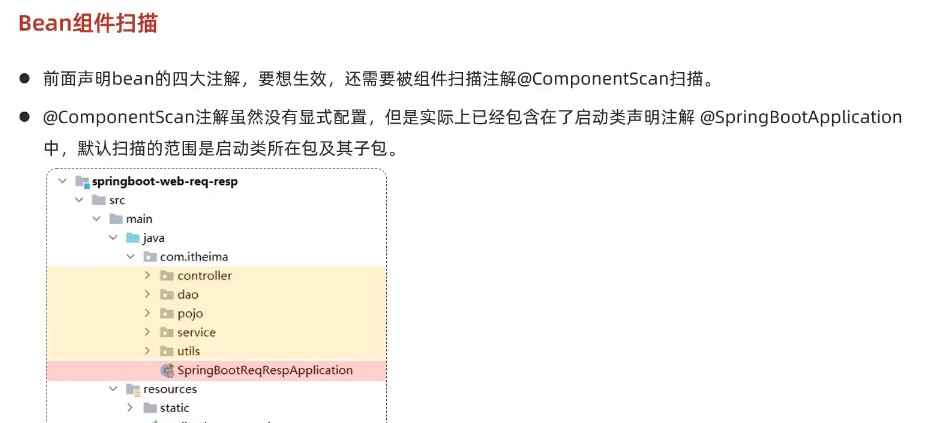 Bean组件扫描
前面声明bean的四大注解，要想生效，还需要被组件扫描注解@ComponentScan扫描。
@ComponentScan注解虽然没有显式配置，但是实际上已经包含在了启动类声明注解 @SpringBootApplication
中，默认扫描的范围是启动类所在包及其子包。
springboot-web-req-resp
src
main
java
com.itheima
controller
dao
pojo
service
utils
SpringBootReqRespApplication
resources
static